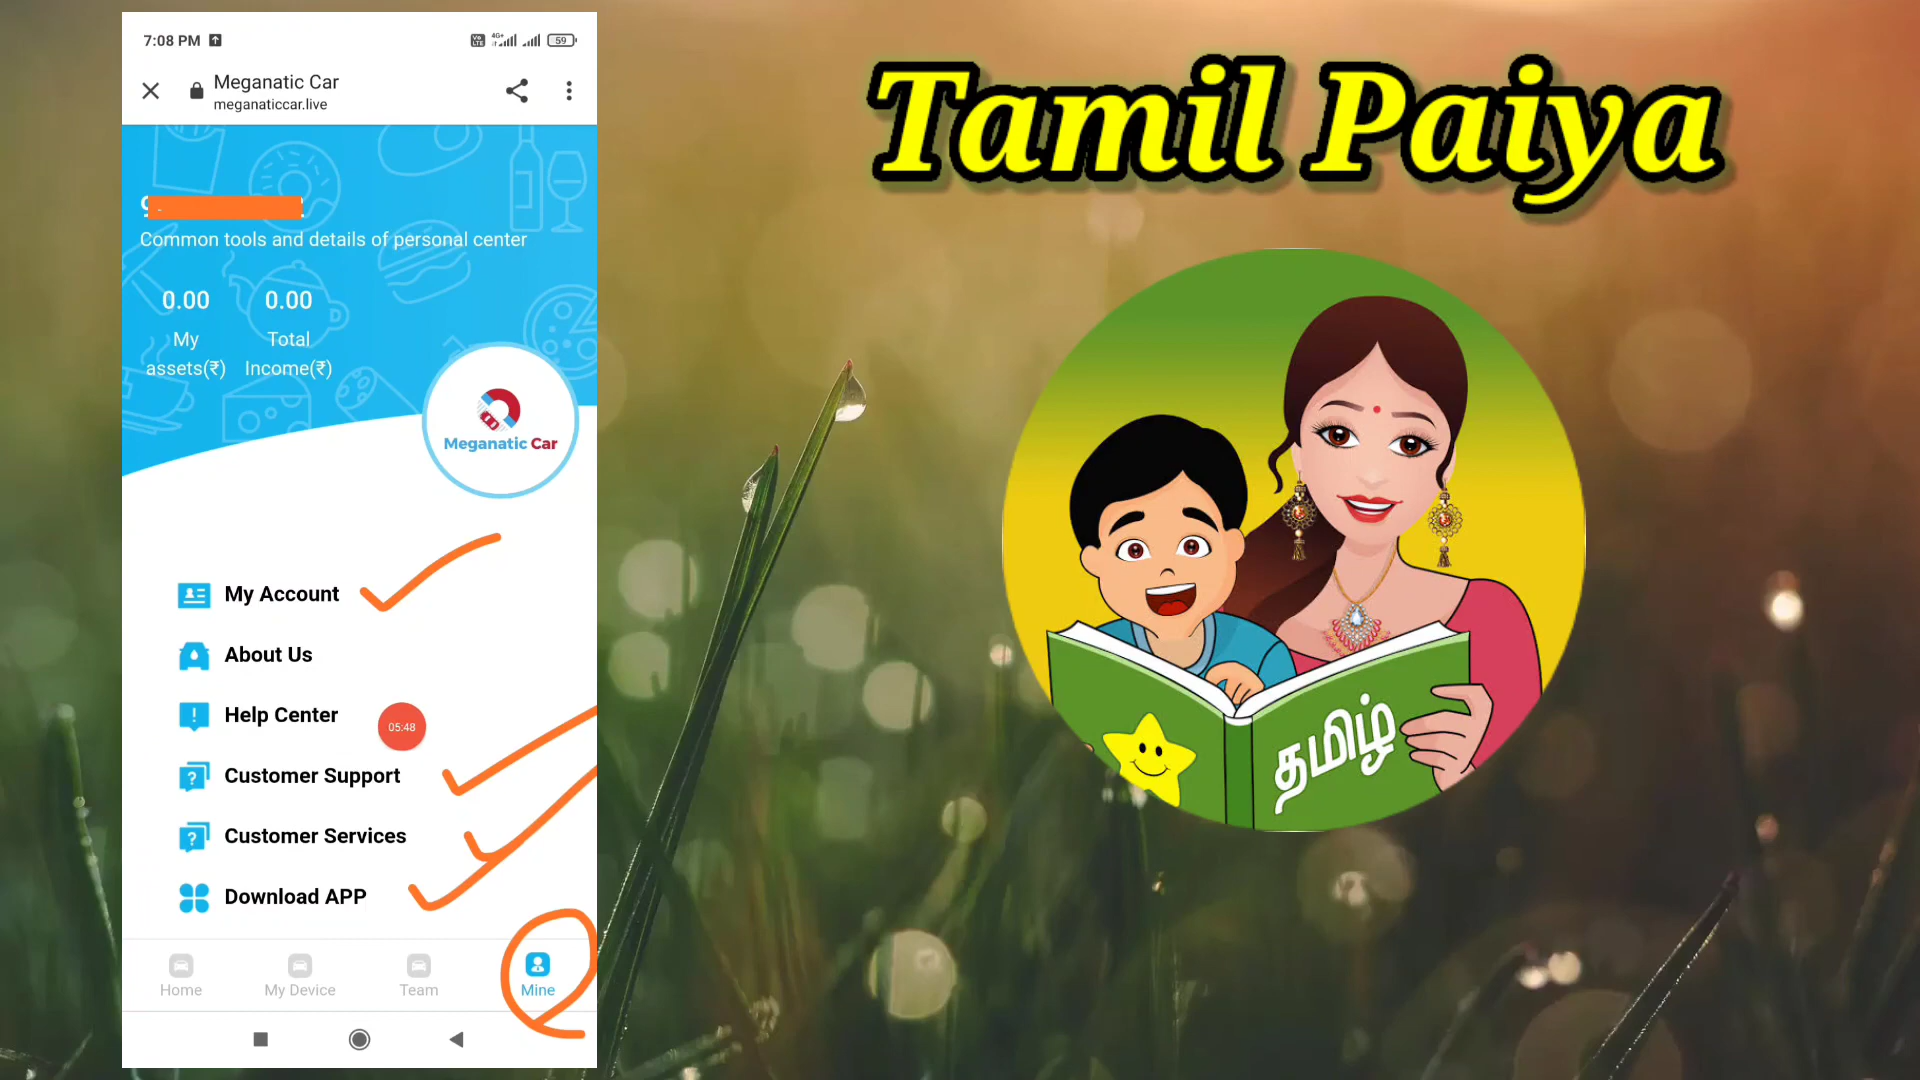 7:08 PM
4G+
59
Meganatic Car
meganaticcar.live
Common tools and details of personal center
0.00 0.00
My Total
assets(₹) Income(₹)
Meganatic Car
My Account
About Us
Help Center
05:48
Customer Support
Customer Services
Download APP
Home My Device Team Mine
Tamil Paiya
தமிழ்